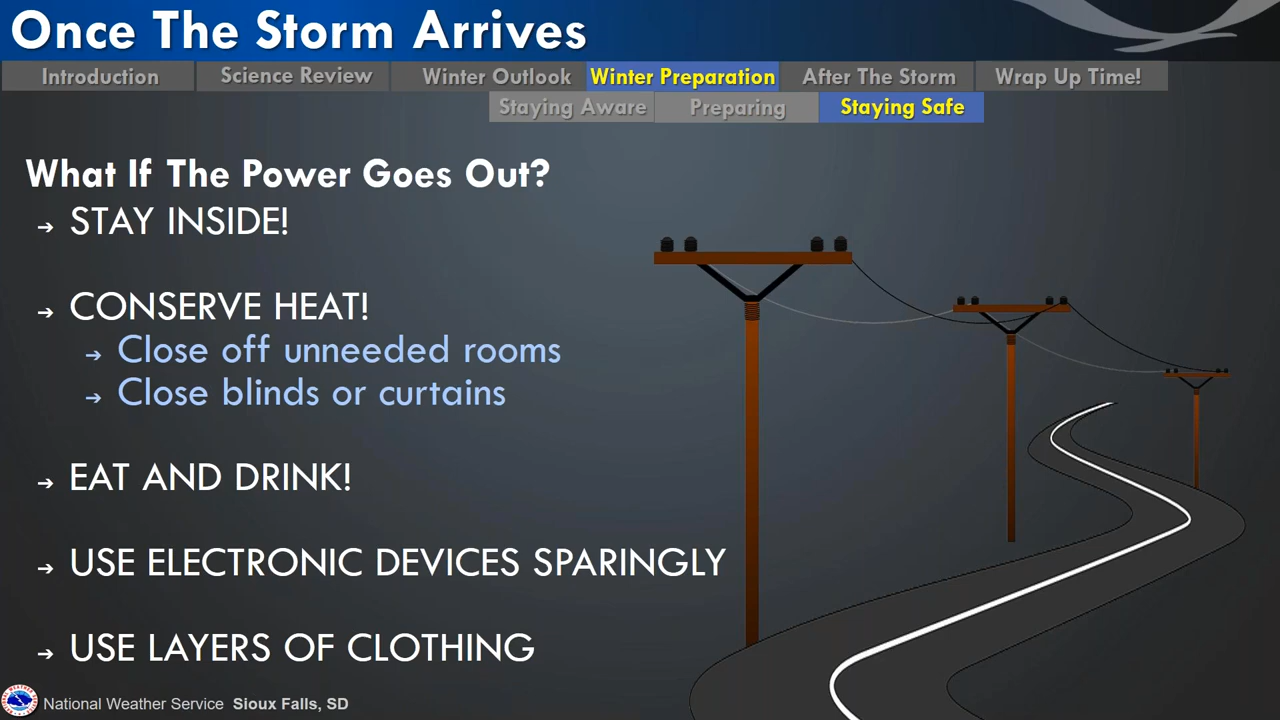 Once The Storm Arrives
Introduction
Science Review
Winter Outlook
Winter Preparation
After The Storm
Wrap Up Time!
Staying Aware
Preparing
Staying Safe
What If The Power Goes Out?
➔ STAY INSIDE!
➔ CONSERVE HEAT!
➔ Close off unneeded rooms
➔ Close blinds or curtains
➔ EAT AND DRINK!
➔ USE ELECTRONIC DEVICES SPARINGLY
➔ USE LAYERS OF CLOTHING
National Weather Service Sioux Falls, SD